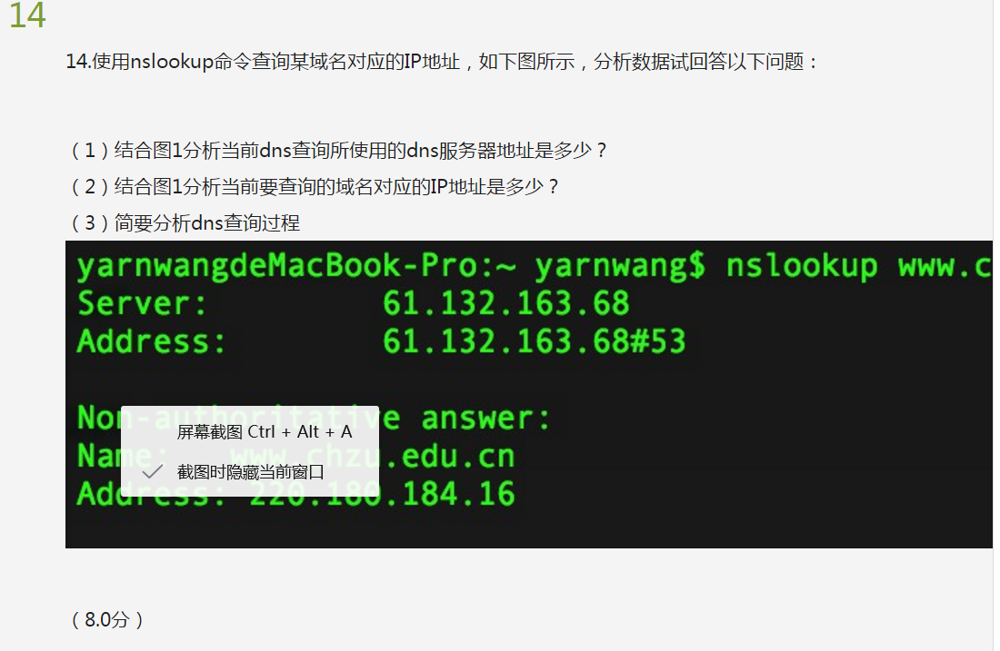 14
14.使用nslookup命令查询某域名对应的IP地址，如下图所示，分析数据试回答以下问题：
（1）结合图1分析当前dns查询所使用的dns服务器地址是多少？
（2）结合图1分析当前要查询的域名对应的IP地址是多少？
（3）简要分析dns查询过程
yarnwangdeMacBook-Pro:~ yarnwang$ nslookup www.c
Server: 61.132.163.68
Address: 61.132.163.68#53
Non-authoritative answer:
屏幕截图 Ctrl + Alt + A
Name: www.chzu.edu.cn
截图时隐藏当前窗口
Address: 220.180.184.16
（8.0分）